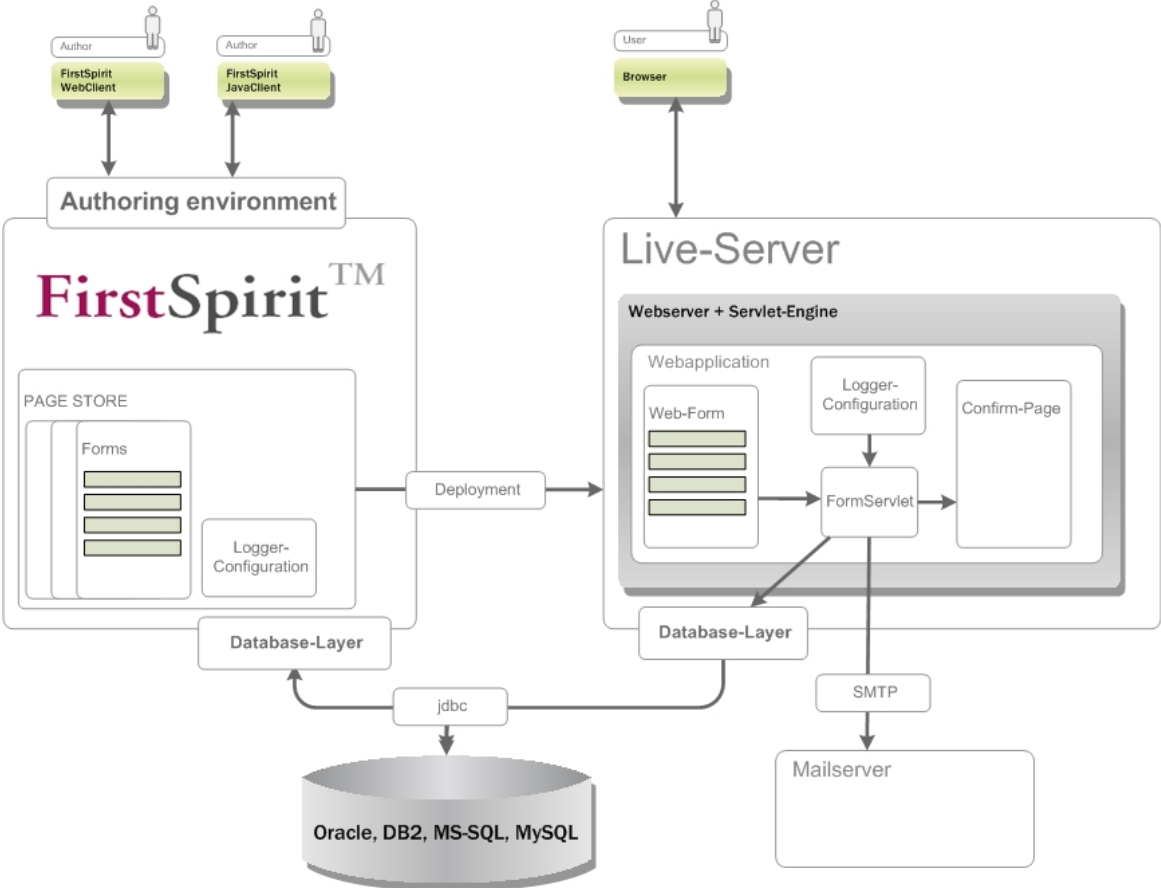 Author
FirstSpirit
WebClient
Author
FirstSpirit
JavaClient
User
Browser
Authoring environment
FirstSpirit™
PAGE STORE
Forms
Logger-
Configuration
Database-Layer
Deployment
Live-Server
Webserver + Servlet-Engine
Webapplication
Web-Form
Logger-
Configuration
FormServlet
Confirm-Page
Database-Layer
jdbc
SMTP
Oracle, DB2, MS-SQL, MySQL
Mailserver